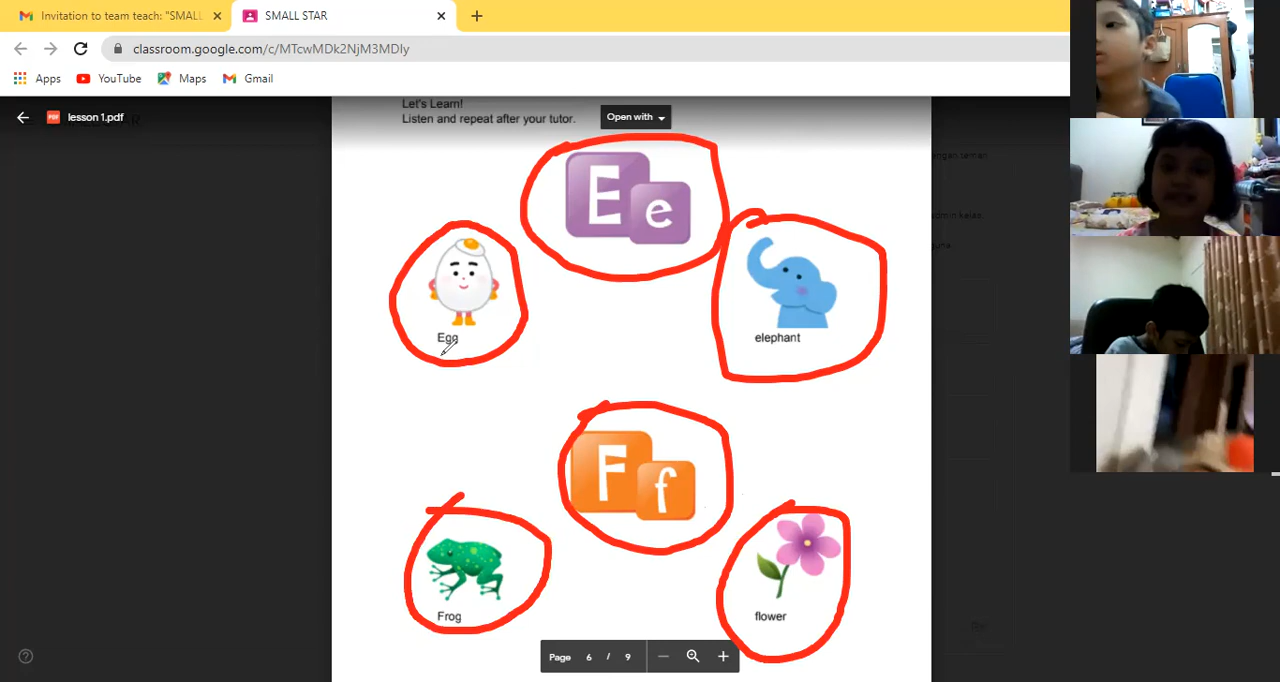 Invitation to team teach: "SMALL
SMALL STAR
classroom.google.com/c/MTcwMDk2NjM3MDIy
Apps YouTube Maps Gmail
lesson 1.pdf
Open with
Let's Learn!
Listen and repeat after your tutor.
E e
Egg
elephant
F f
Frog
flower
Page 6 / 9